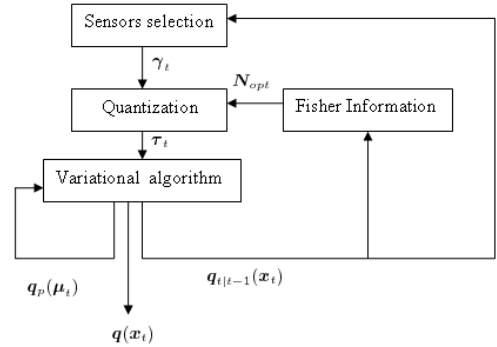 Sensors selection
γ_t
N_opt
Quantization
Fisher Information
τ_t
Variational algorithm
q_p(μ_t)
q_{t|t−1}(x_t)
q(x_t)